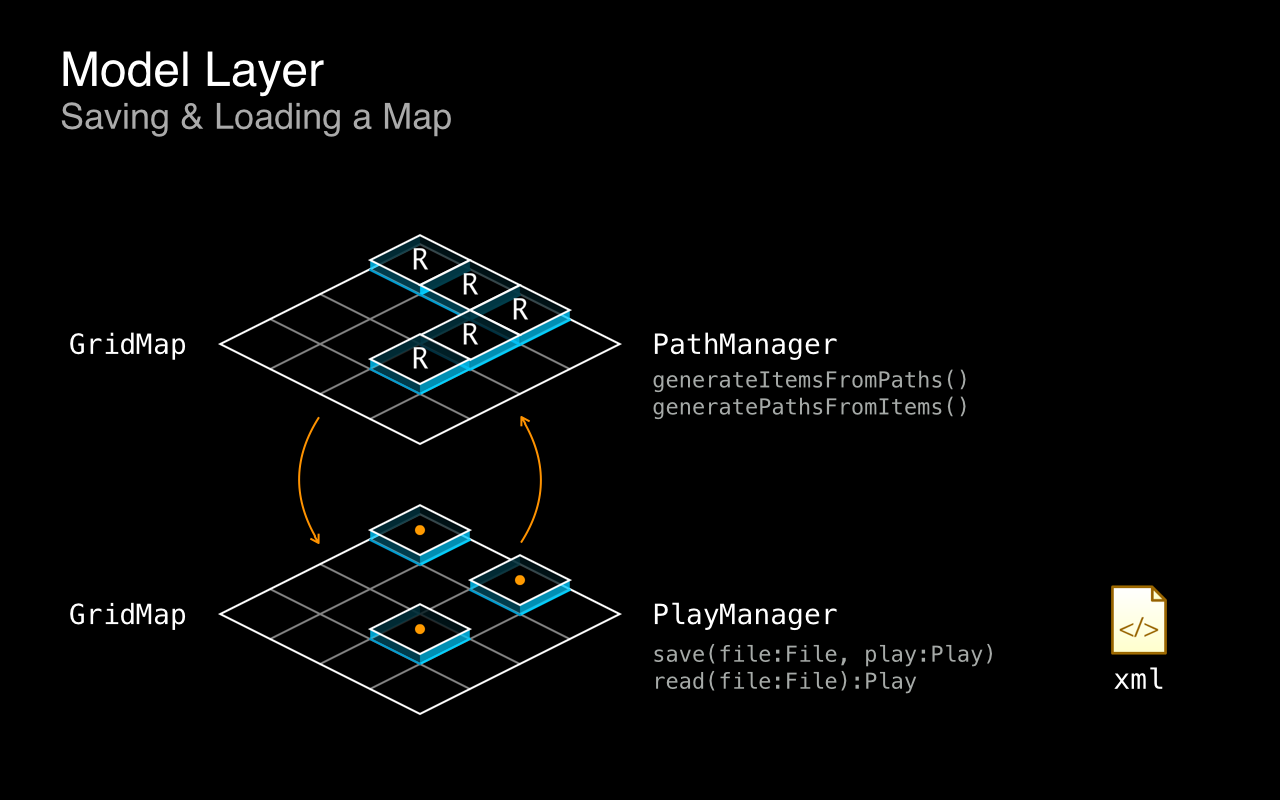 Model Layer
Saving & Loading a Map
R
R
R
R
R
GridMap
PathManager
generateItemsFromPaths()
generatePathsFromItems()
GridMap
PlayManager
save(file:File, play:Play)
read(file:File):Play
</>
xml